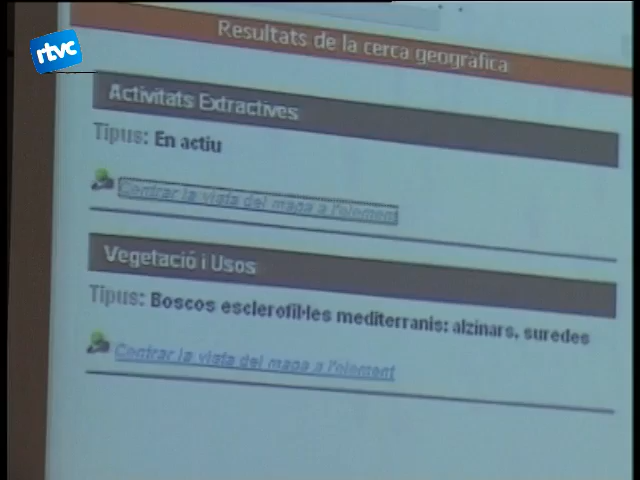 rtvc
Resultats de la cerca geogràfica
Activitats Extractives
Tipus: En actiu
Centrar la vista del mapa a l'element
Vegetació i Usos
Tipus: Boscos esclerofil·les mediterranis: alzinars, suredes
Centrar la vista del mapa a l'element